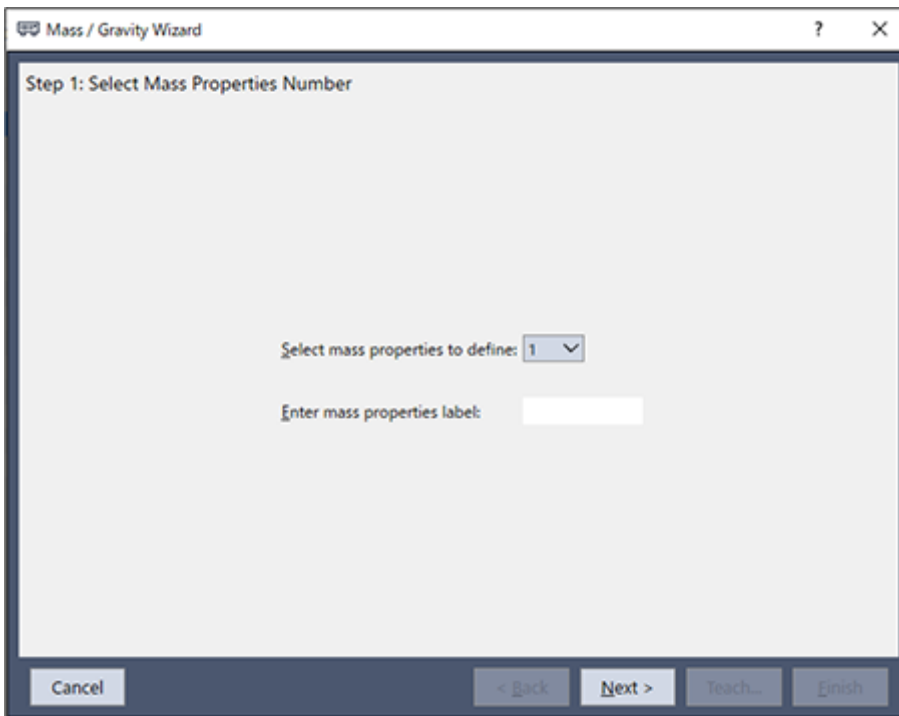 Mass / Gravity Wizard ?
Step 1: Select Mass Properties Number
Select mass properties to define: 1
Enter mass properties label:
Cancel < Back Next > Teach... Finish